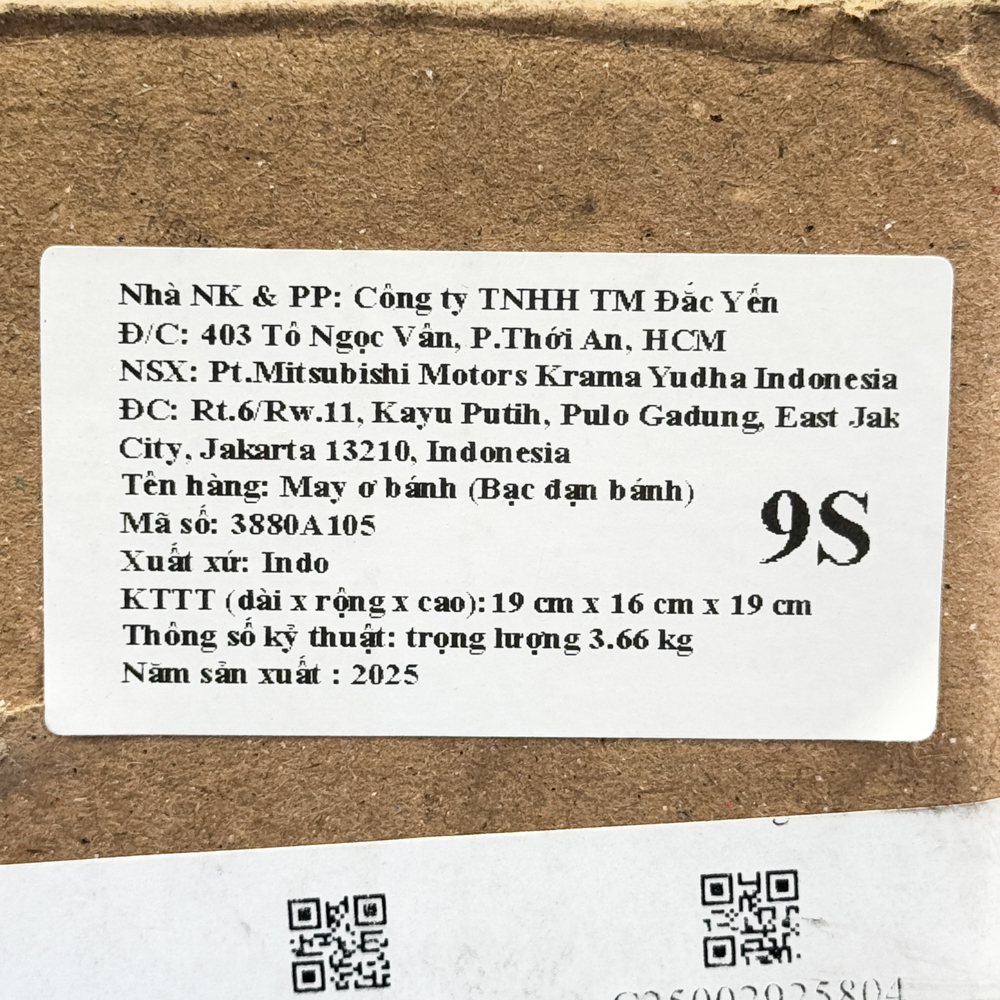 Nhà NK & PP: Công ty TNHH TM Đắc Yến
Đ/C: 403 Tô Ngọc Vân, P.Thới An, HCM
NSX: Pt.Mitsubishi Motors Krama Yudha Indonesia
ĐC: Rt.6/Rw.11, Kayu Putih, Pulo Gadung, East Jak
City, Jakarta 13210, Indonesia
Tên hàng: May ơ bánh (Bạc đạn bánh)
Mã số: 3880A105
9S
Xuất xứ: Indo
KTTT (dài x rộng x cao): 19 cm x 16 cm x 19 cm
Thông số kỷ thuật: trọng lượng 3.66 kg
Năm sản xuất : 2025